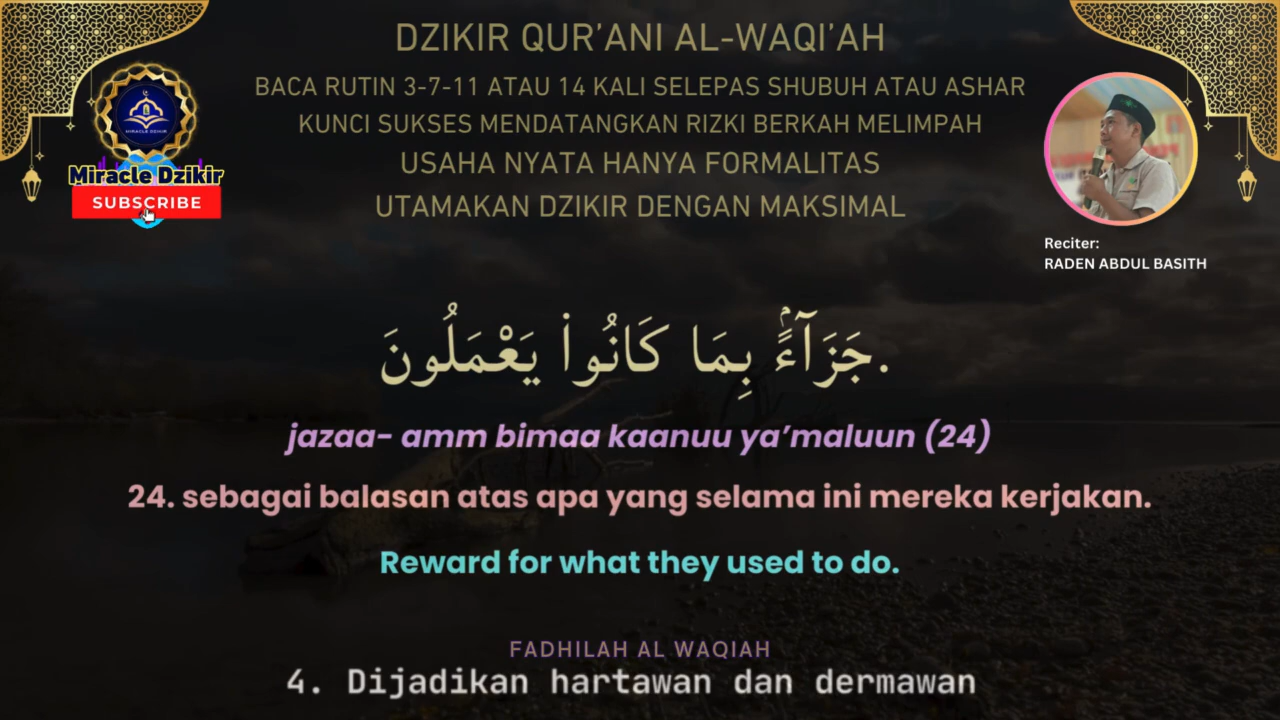 DZIKIR QUR'ANI AL-WAQI'AH
BACA RUTIN 3-7-11 ATAU 14 KALI SELEPAS SHUBUH ATAU ASHAR
KUNCI SUKSES MENDATANGKAN RIZKI BERKAH MELIMPAH
USAHA NYATA HANYA FORMALITAS
UTAMAKAN DZIKIR DENGAN MAKSIMAL
MIRACLE DZIKIR
Miracle Dzikir
SUBSCRIBE
Reciter:
RADEN ABDUL BASITH
جَزَآءًۢ بِمَا كَانُوا۟ يَعْمَلُونَ.
jazaa- amm bimaa kaanuu ya'maluun (24)
24. sebagai balasan atas apa yang selama ini mereka kerjakan.
Reward for what they used to do.
FADHILAH AL WAQIAH
4. Dijadikan hartawan dan dermawan